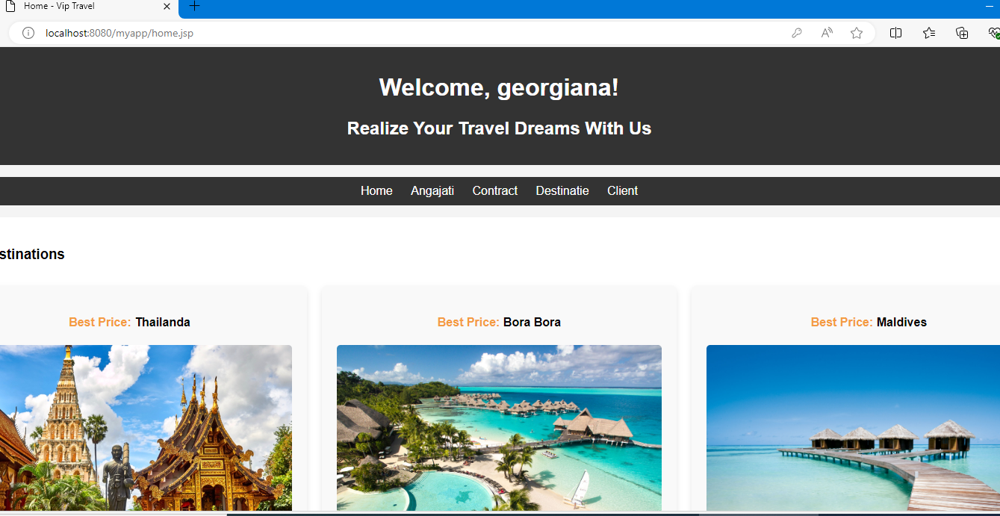 Home - Vip Travel
localhost:8080/myapp/home.jsp
Welcome, georgiana!
Realize Your Travel Dreams With Us
Home Angajati Contract Destinatie Client
stinations
Best Price: Thailanda
Best Price: Bora Bora
Best Price: Maldives